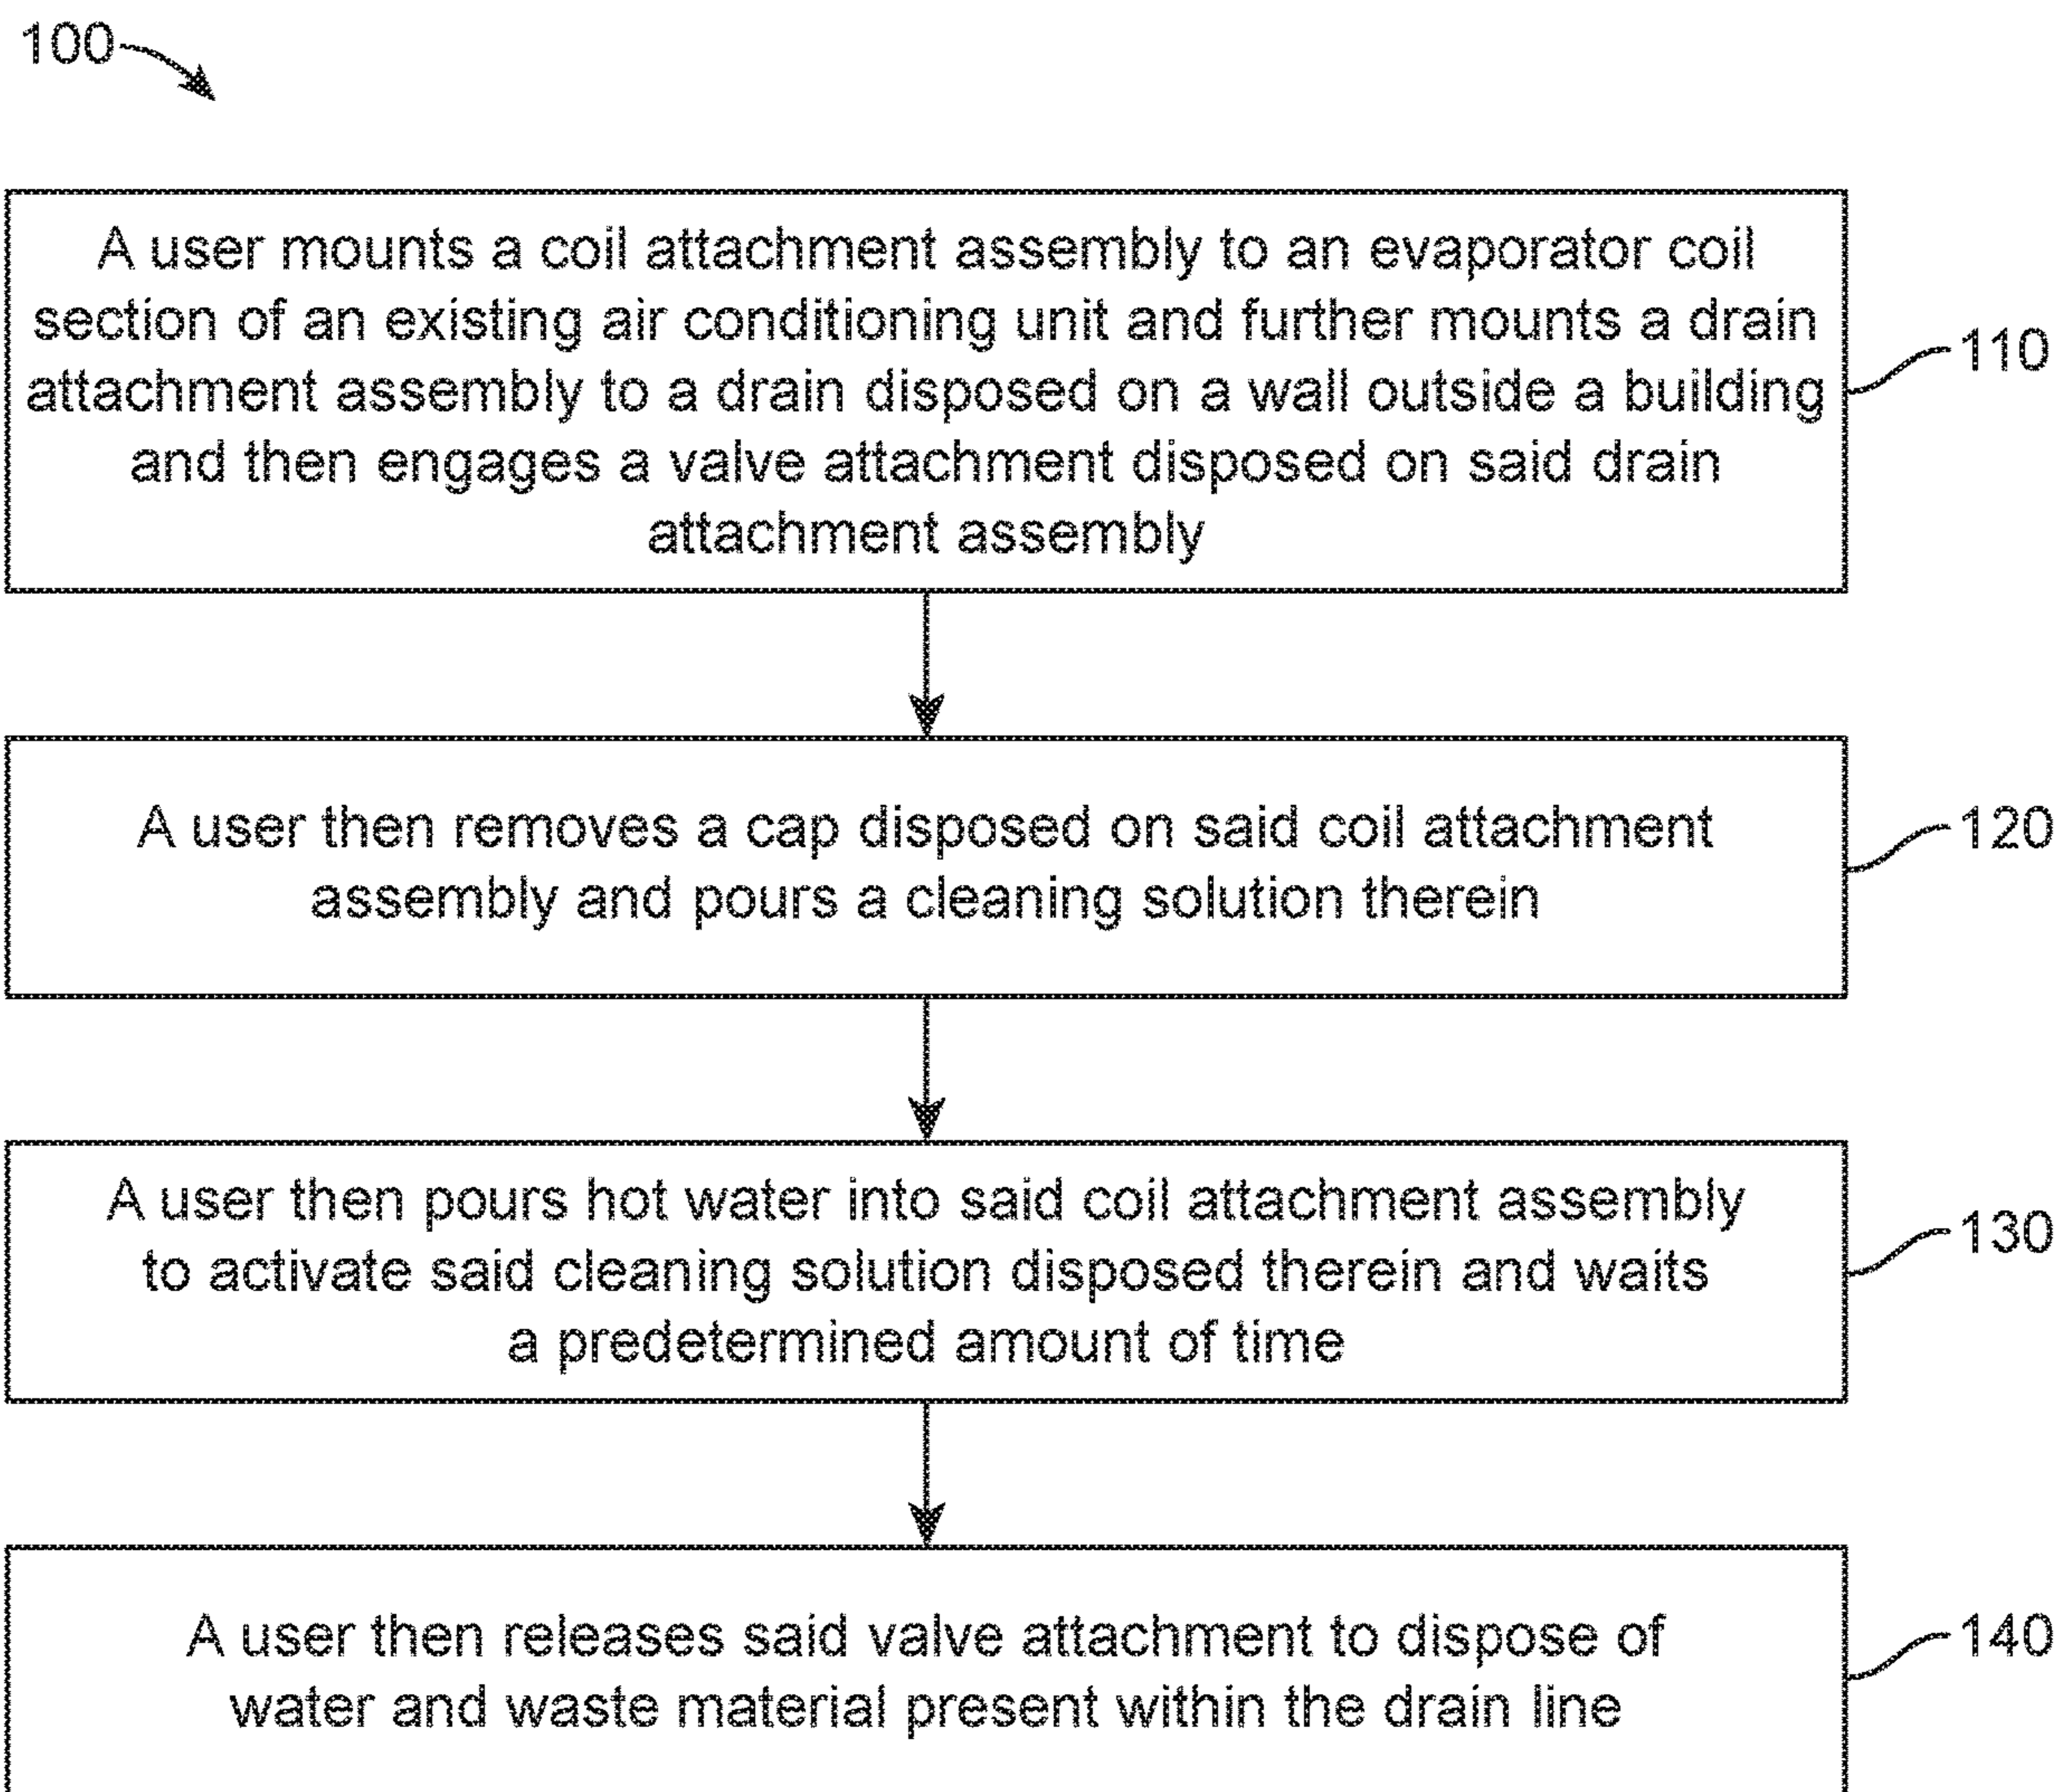 100
A user mounts a coil attachment assembly to an evaporator coil
section of an existing air conditioning unit and further mounts a drain
attachment assembly to a drain disposed on a wall outside a building
and then engages a valve attachment disposed on said drain
attachment assembly
110
A user then removes a cap disposed on said coil attachment
assembly and pours a cleaning solution therein
120
A user then pours hot water into said coil attachment assembly
to activate said cleaning solution disposed therein and waits
a predetermined amount of time
130
A user then releases said valve attachment to dispose of
water and waste material present within the drain line
140